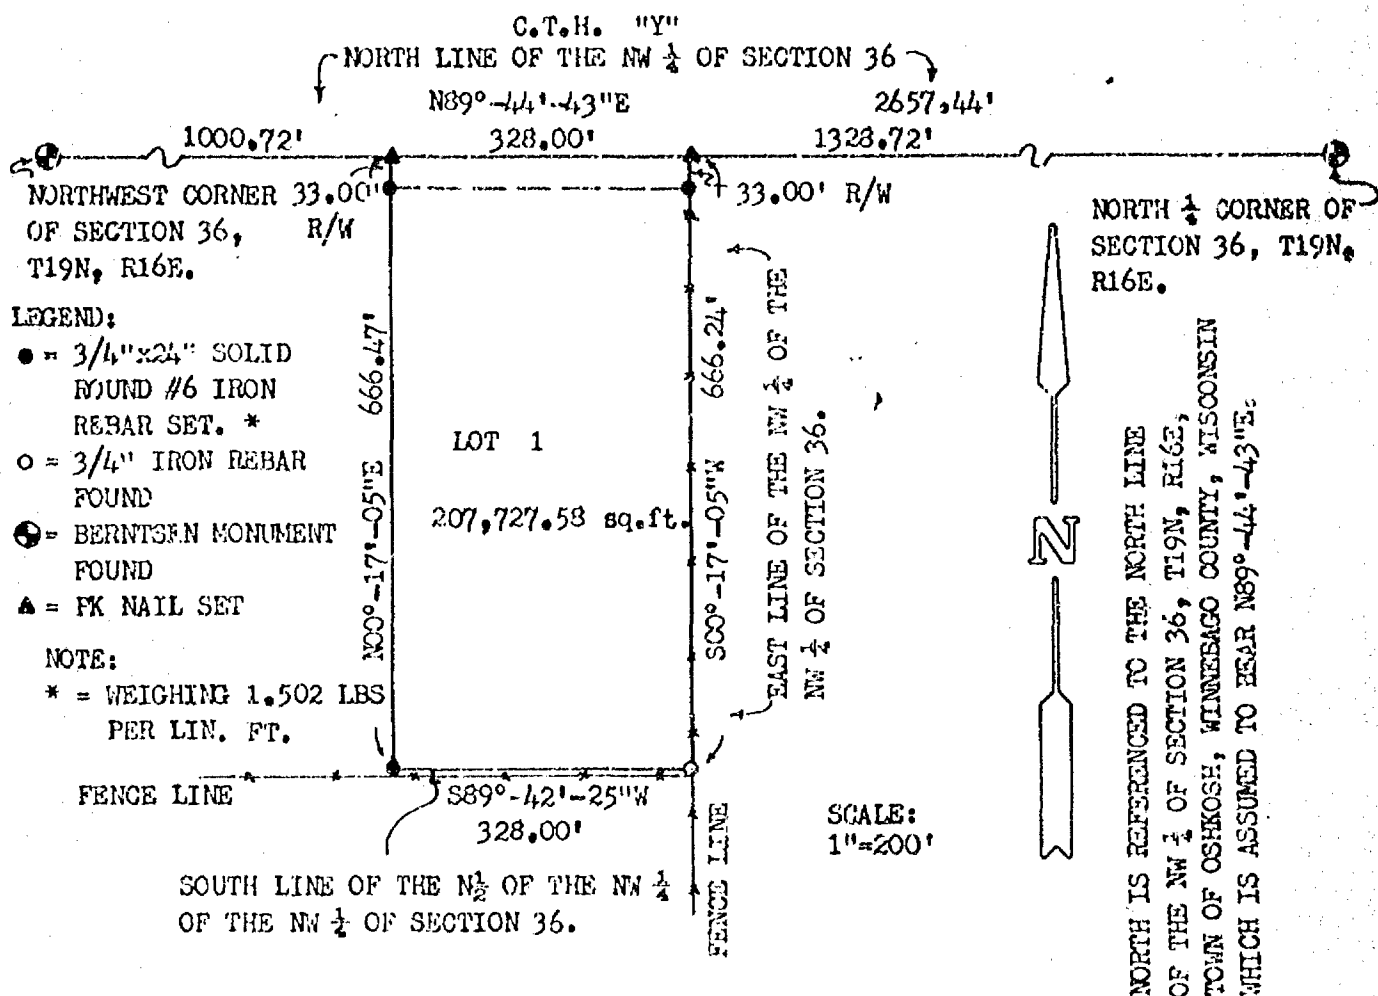 C.T.H. "Y"
NORTH LINE OF THE NW ¼ OF SECTION 36
N89°-44'-43"E
2657.44'
1000.72'
328.00'
1328.72'
NORTHWEST CORNER
OF SECTION 36,
T19N, R16E.
33.00'
R/W
33.00' R/W
NORTH ¼ CORNER OF
SECTION 36, T19N,
R16E.
LEGEND:
● = 3/4"x24" SOLID
ROUND #6 IRON
REBAR SET. *
○ = 3/4" IRON REBAR
FOUND
= BERNTSEN MONUMENT
FOUND
▲ = PK NAIL SET
NOTE:
* = WEIGHING 1.502 LBS
PER LIN. FT.
N00°-17'-05"E 666.47'
LOT 1
207,727.58 sq.ft.
S00°-17'-05"W 666.24'
EAST LINE OF THE NW ¼ OF THE
NW ¼ OF SECTION 36.
N
NORTH IS REFERENCED TO THE NORTH LINE
OF THE NW ¼ OF SECTION 36, T19N, R16E,
TOWN OF OSHKOSH, WINNEBAGO COUNTY, WISCONSIN
WHICH IS ASSUMED TO BEAR N89°-44'-43"E.
FENCE LINE
S89°-42'-25"W
328.00'
FENCE LINE
SCALE:
1"=200'
SOUTH LINE OF THE N½ OF THE NW ¼
OF THE NW ¼ OF SECTION 36.